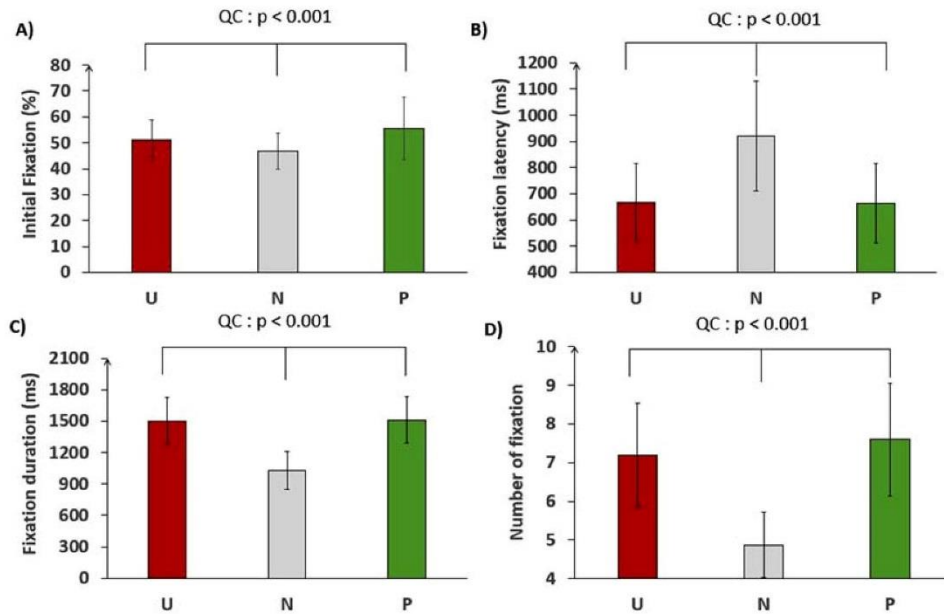 QC : p < 0.001
A)
Initial Fixation (%)
80
70
60
50
40
30
20
10
0
U N P
QC : p < 0.001
B)
Fixation latency (ms)
1200
1100
1000
900
800
700
600
500
400
U N P
QC : p < 0.001
C)
Fixation duration (ms)
2100
1800
1500
1200
900
600
300
0
U N P
QC : p < 0.001
D)
Number of fixation
10
9
8
7
6
5
4
U N P